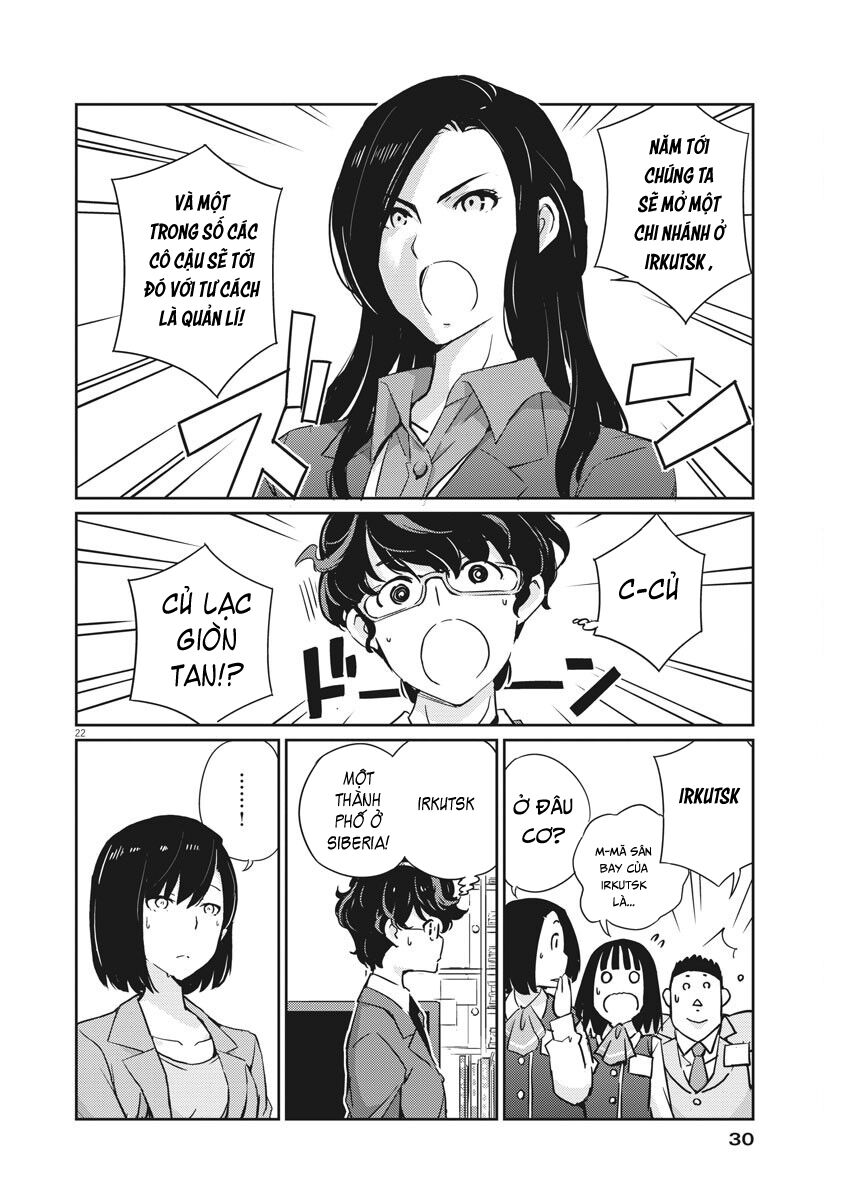 NĂM TỚI
CHÚNG TA
SẼ MỞ MỘT
CHI NHÁNH Ở
IRKUTSK,
VÀ MỘT
TRONG SỐ CÁC
CÔ CẬU SẼ TỚI
ĐÓ VỚI TƯ CÁCH
LÀ QUẢN LÍ!
C-CỦ
CỦ LẠC
GIÒN
TAN!?
ドーーン
22
IRKUTSK
M-MÃ SÂN
BAY CỦA
IRKUTSK
LÀ...
Ở ĐÂU
CƠ?
IRKUTSK
MỘT
THÀNH
PHỐ Ở
SIBERIA!
......!
30